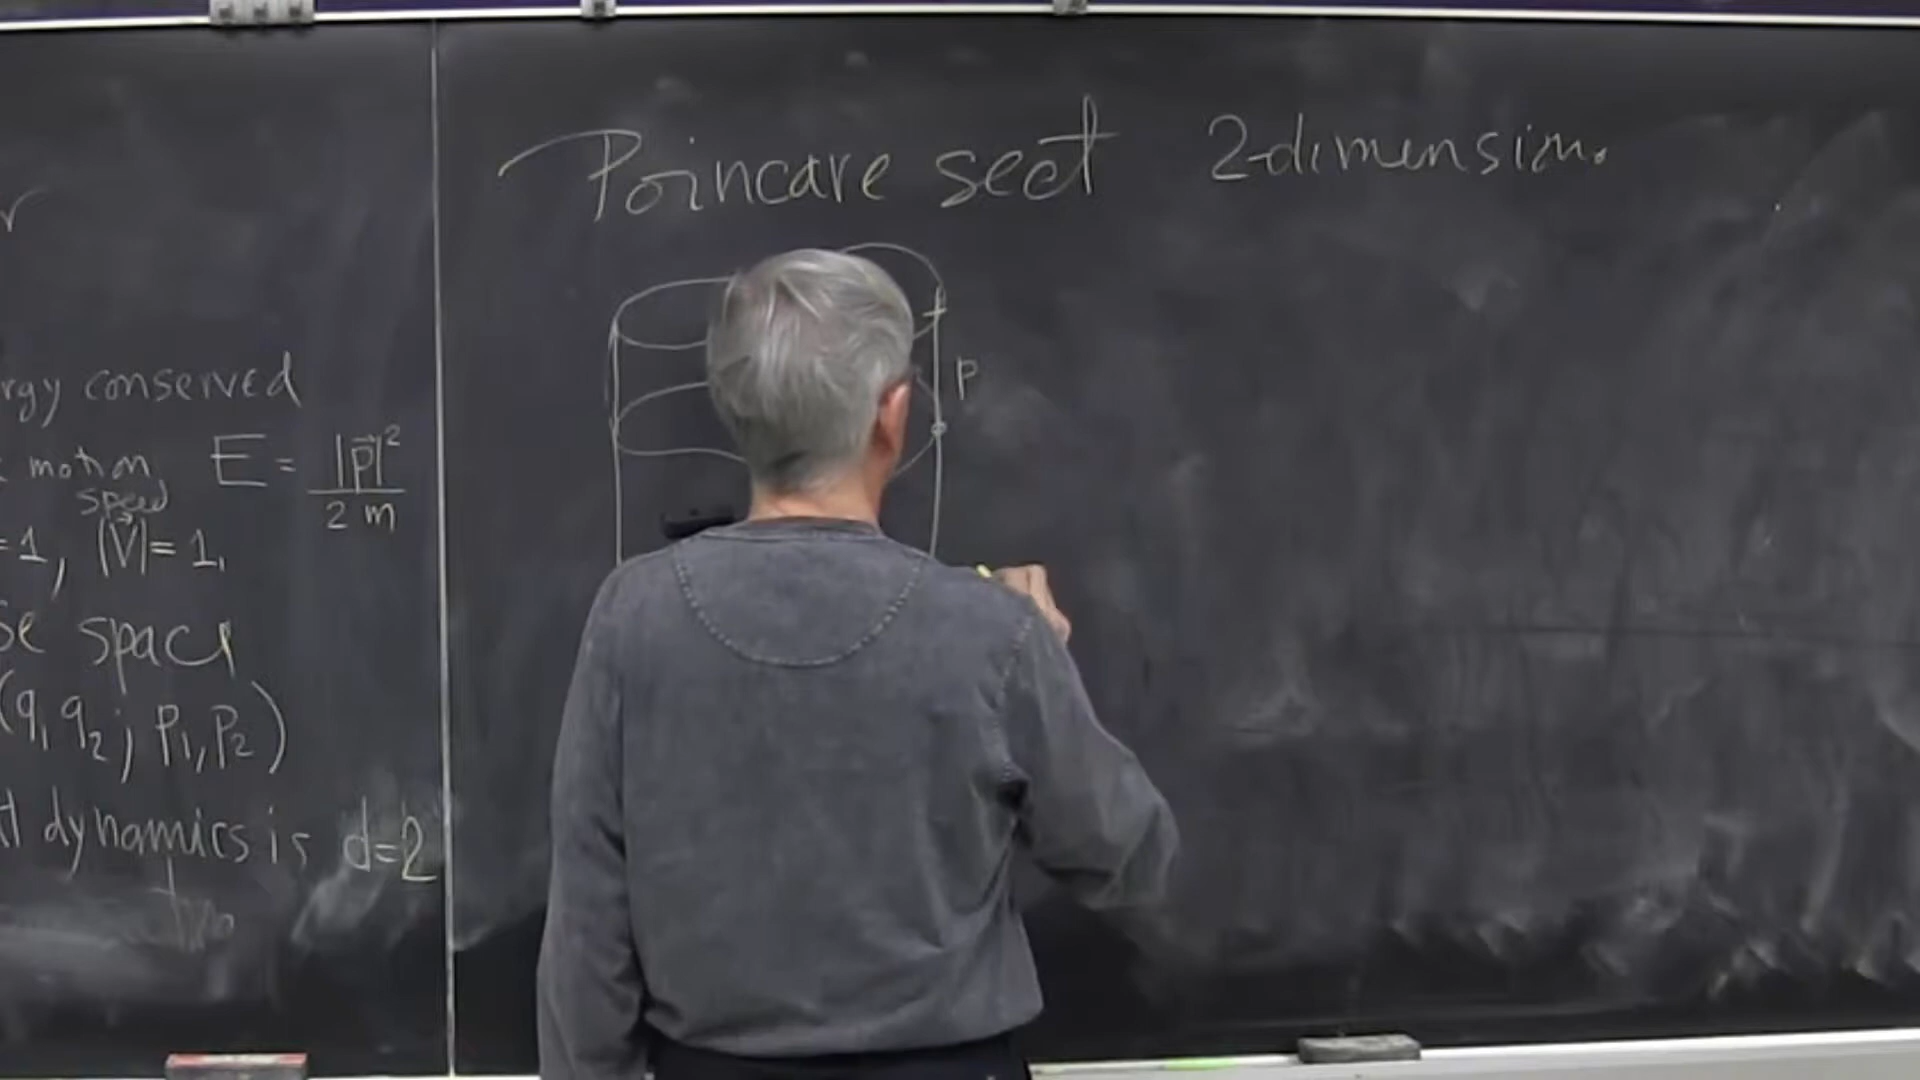 Poincare sect 2-dimension.
p
rgy conserved
motion, E = |p⃗|²
speed 2 m
=1, |v⃗|=1.
se space
(q₁ q₂; p₁, p₂)
dynamics is d=2